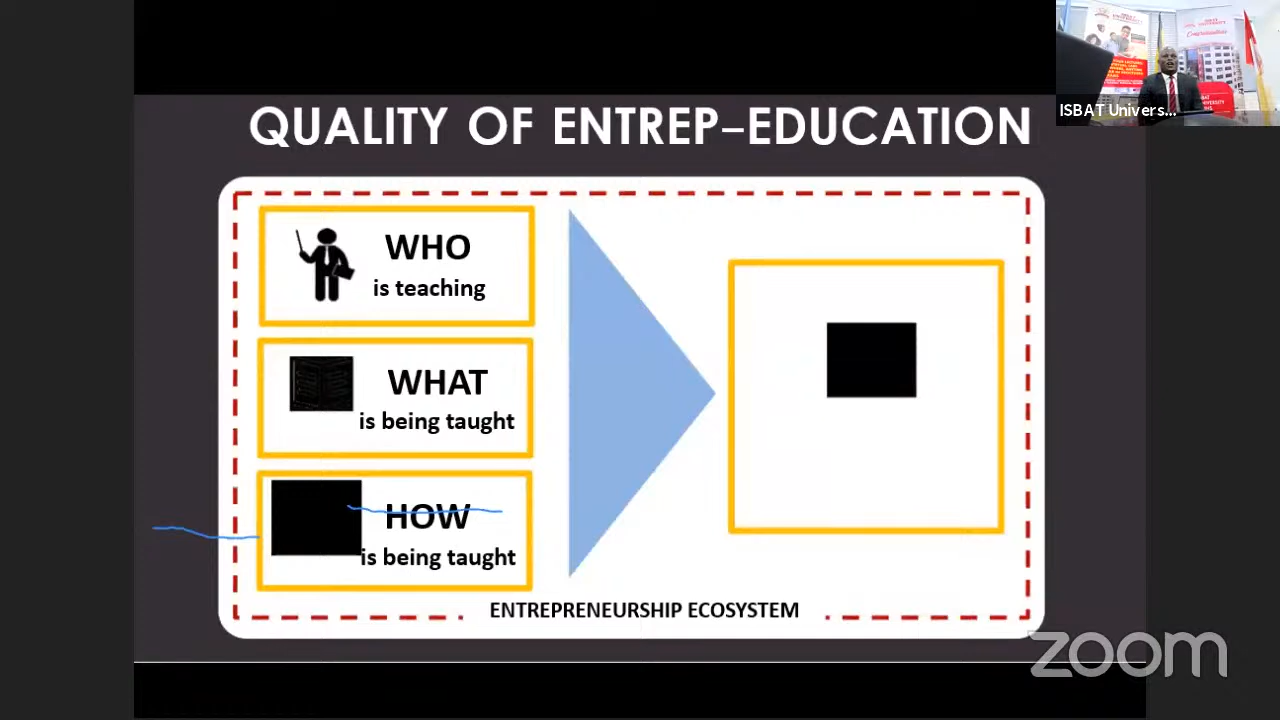 QUALITY OF ENTREP–EDUCATION
ISBAT Univers...
WHO
is teaching
WHAT
is being taught
HOW
is being taught
ENTREPRENEURSHIP ECOSYSTEM
zoom